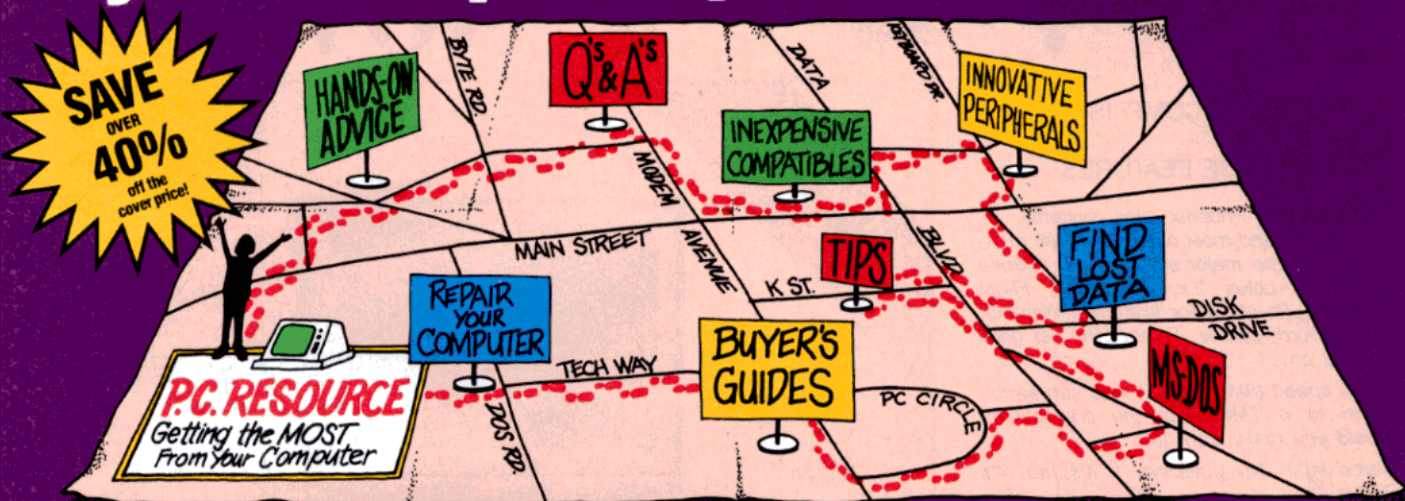 SAVE
OVER
40%
off the
cover price!
HANDS-ON
ADVICE
BYTE RD.
Q's & A's
DATA
INNOVATIVE
PERIPHERALS
INEXPENSIVE
COMPATIBLES
MODEM
AVENUE
MAIN STREET
BLVD.
TIPS
K ST.
FIND
LOST
DATA
DISK
DRIVE
REPAIR
YOUR
COMPUTER
TECH WAY
BUYER'S
GUIDES
PC CIRCLE
MS-DOS
DOS RD.
P.C. RESOURCE
Getting the MOST
From Your Computer